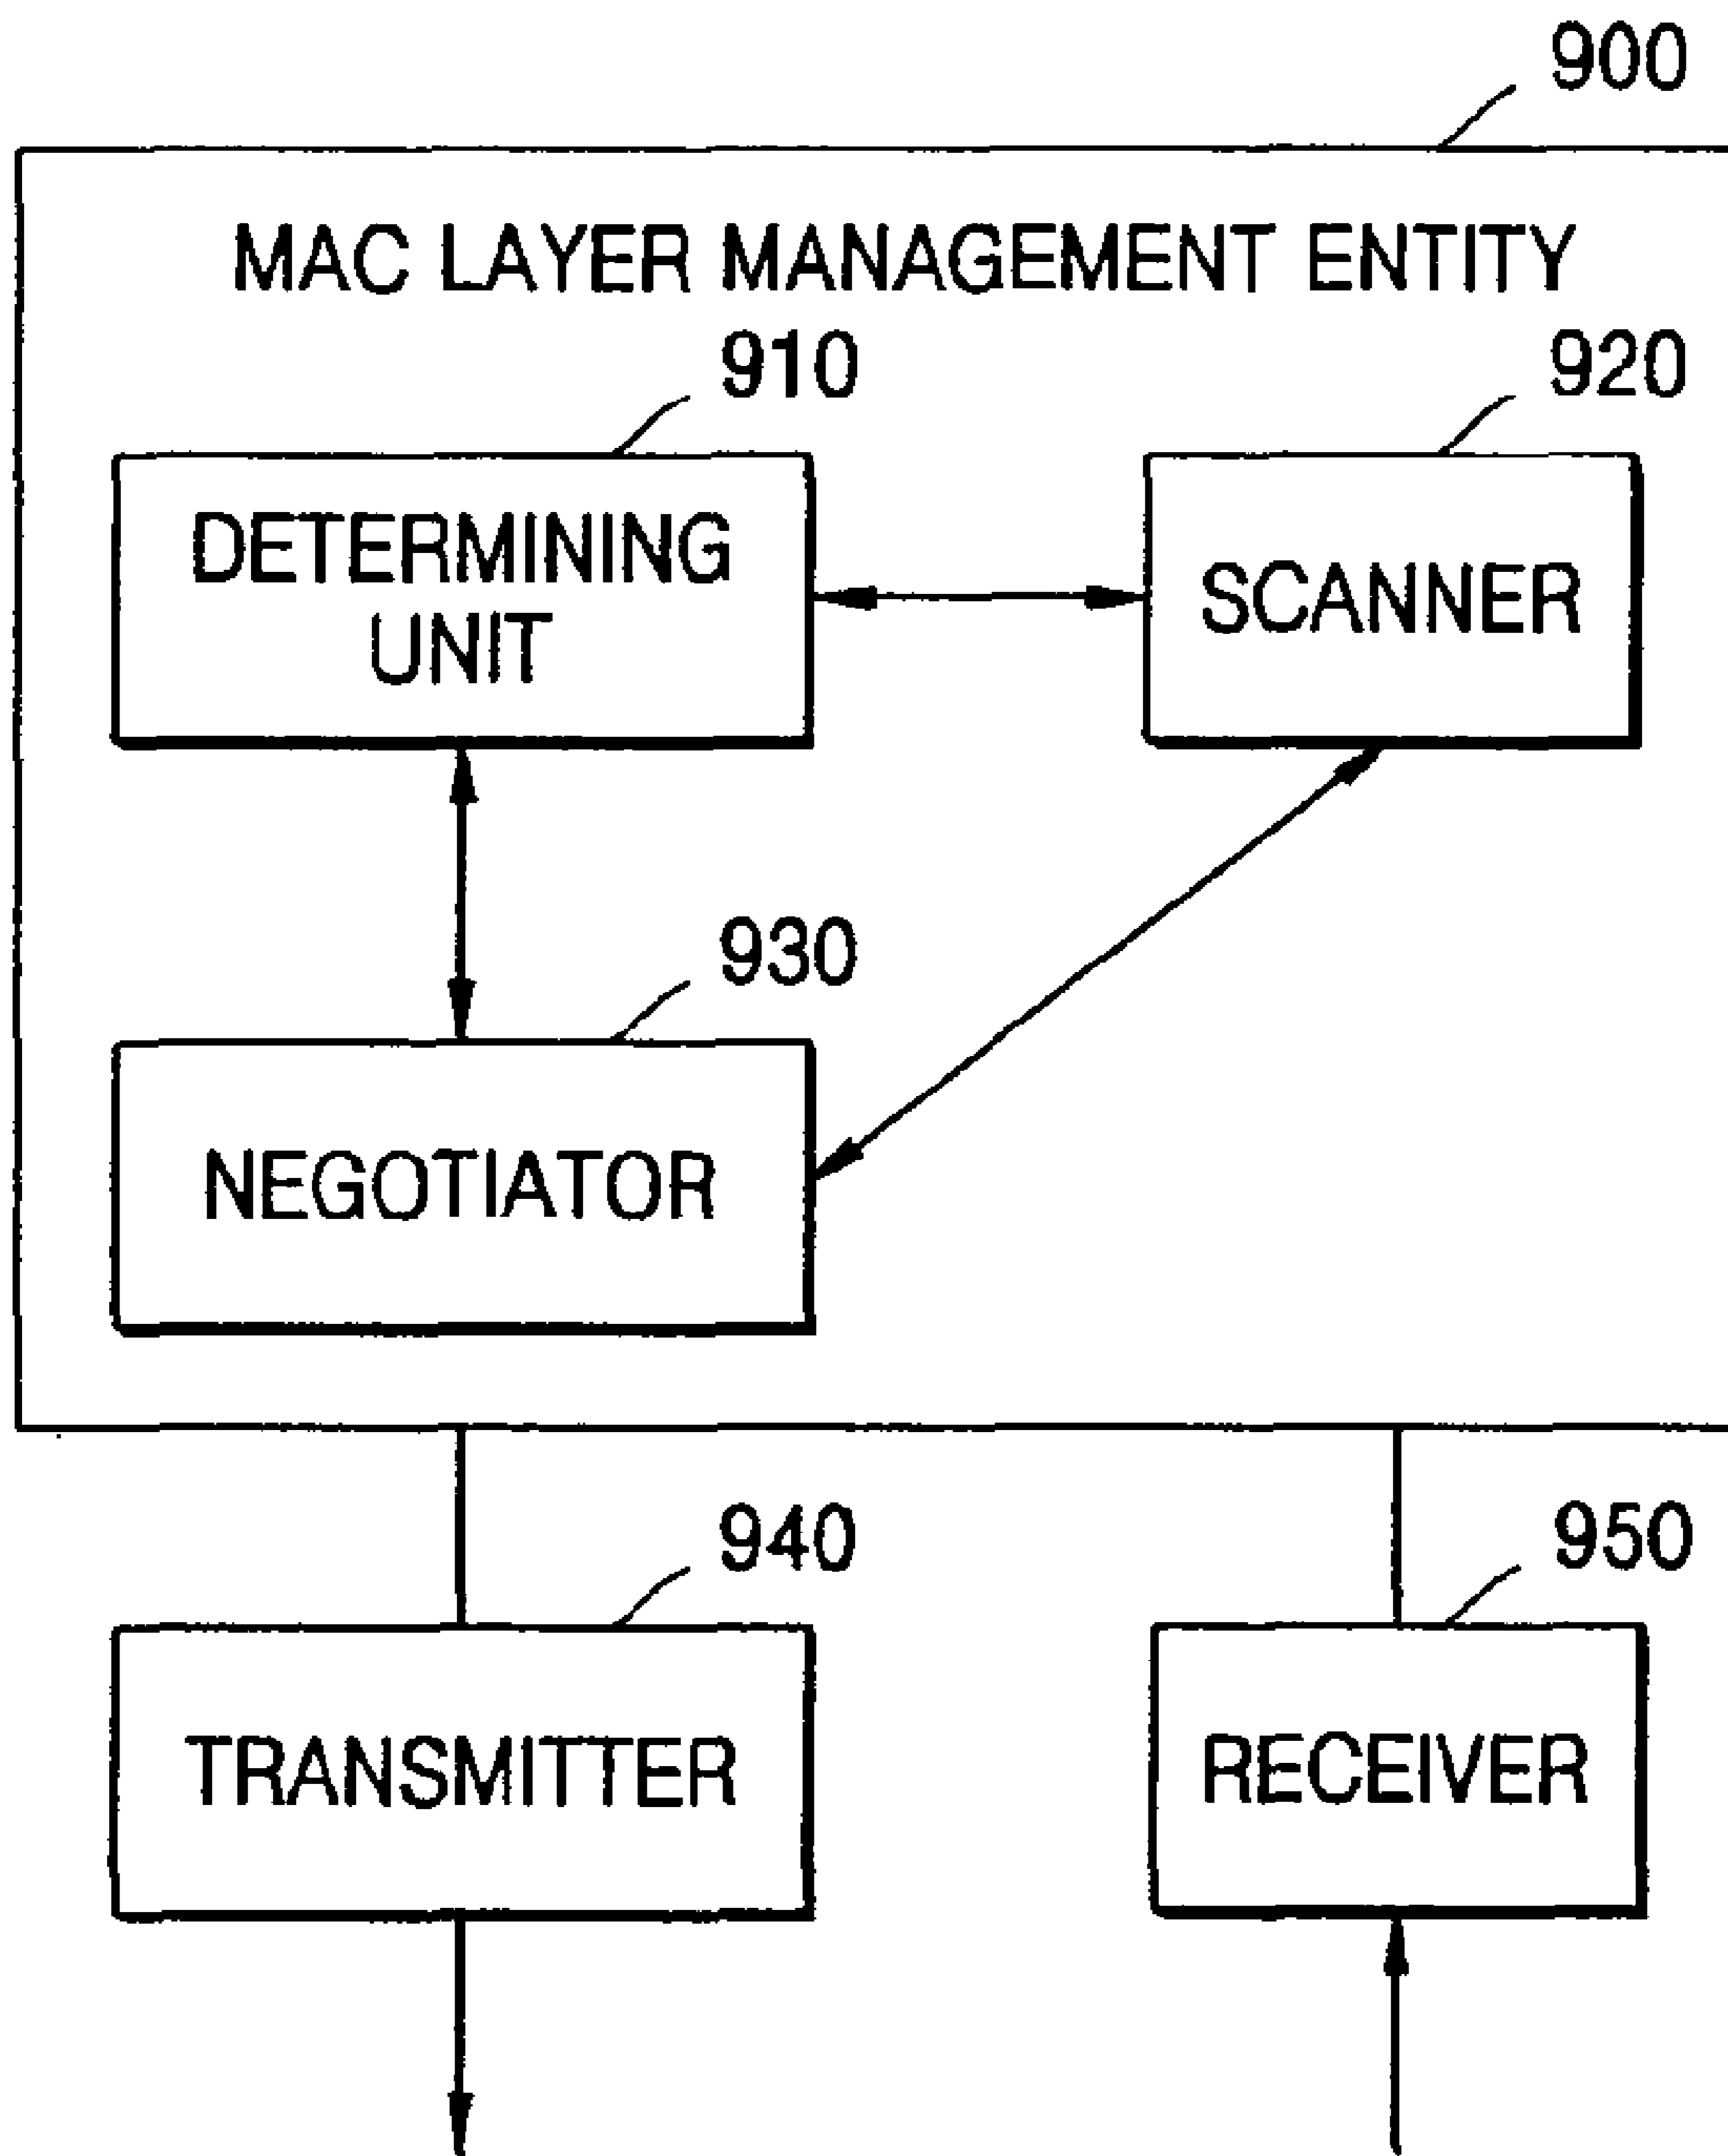 900
MAC LAYER MANAGEMENT ENTITY
910
920
DETERMINING
UNIT
SCANNER
930
NEGOTIATOR
940
950
TRANSMITTER
RECEIVER